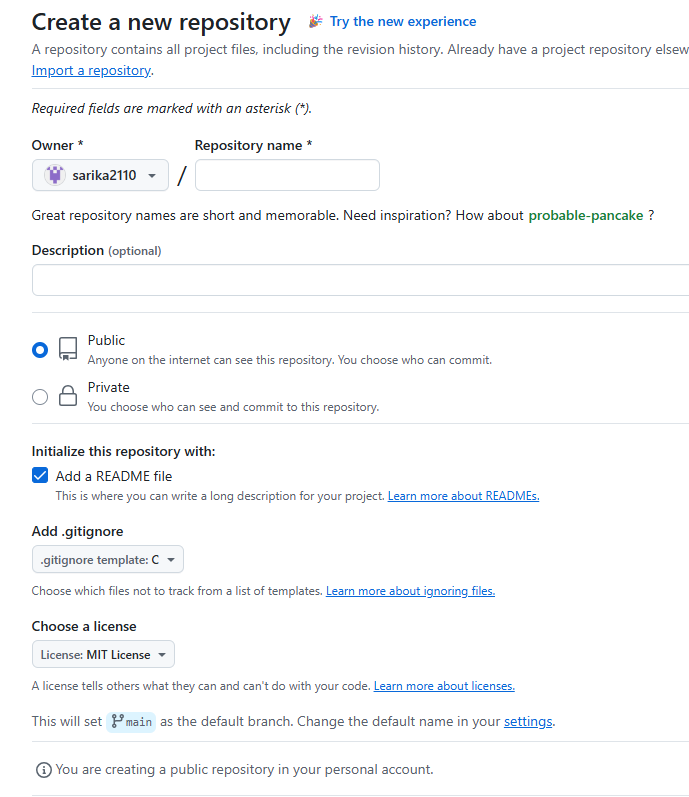 Create a new repository Try the new experience
A repository contains all project files, including the revision history. Already have a project repository elsew
Import a repository.
Required fields are marked with an asterisk (*).
Owner * Repository name *
sarika2110 /
Great repository names are short and memorable. Need inspiration? How about probable-pancake ?
Description (optional)
Public
Anyone on the internet can see this repository. You choose who can commit.
Private
You choose who can see and commit to this repository.
Initialize this repository with:
Add a README file
This is where you can write a long description for your project. Learn more about READMEs.
Add .gitignore
.gitignore template: C
Choose which files not to track from a list of templates. Learn more about ignoring files.
Choose a license
License: MIT License
A license tells others what they can and can't do with your code. Learn more about licenses.
This will set main as the default branch. Change the default name in your settings.
You are creating a public repository in your personal account.